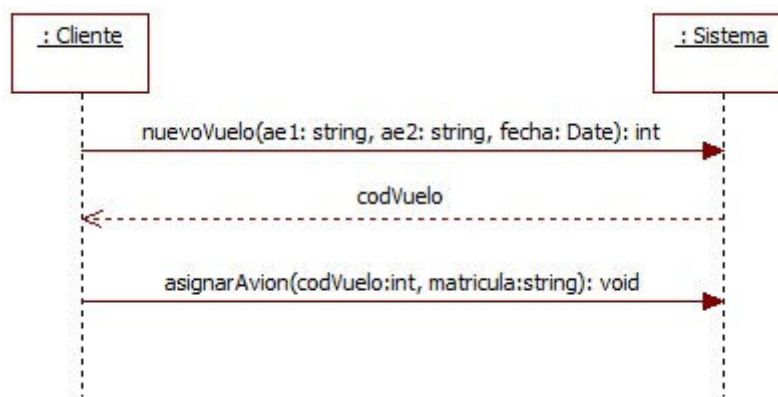 : Cliente
: Sistema
nuevoVuelo(ae1: string, ae2: string, fecha: Date): int
codVuelo
asignarAvion(codVuelo:int, matricula:string): void